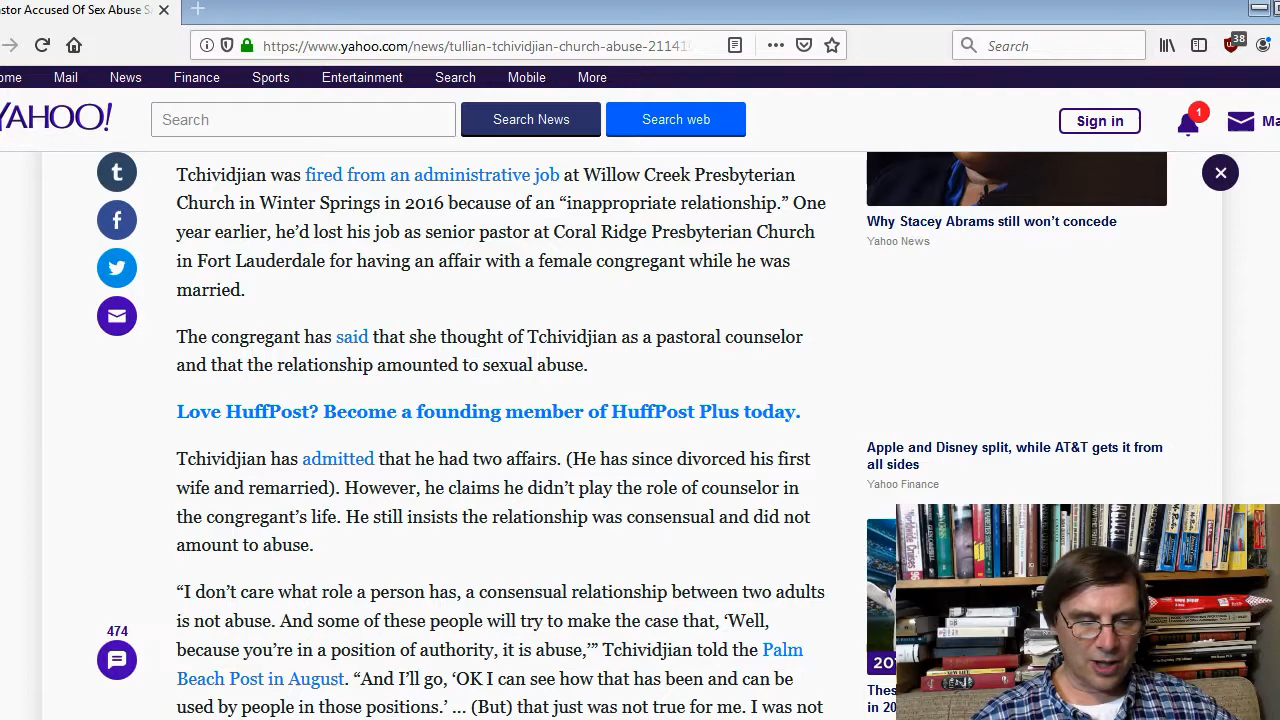 stor Accused Of Sex Abuse S
https://www.yahoo.com/news/tullian-tchividjian-church-abuse-21141
Search
38
ome Mail News Finance Sports Entertainment Search Mobile More
YAHOO!
Search
Search News
Search web
Sign in
1
Ma
Tchividjian was fired from an administrative job at Willow Creek Presbyterian
Church in Winter Springs in 2016 because of an “inappropriate relationship.” One
year earlier, he’d lost his job as senior pastor at Coral Ridge Presbyterian Church
in Fort Lauderdale for having an affair with a female congregant while he was
married.
The congregant has said that she thought of Tchividjian as a pastoral counselor
and that the relationship amounted to sexual abuse.
Love HuffPost? Become a founding member of HuffPost Plus today.
Tchividjian has admitted that he had two affairs. (He has since divorced his first
wife and remarried). However, he claims he didn’t play the role of counselor in
the congregant’s life. He still insists the relationship was consensual and did not
amount to abuse.
“I don’t care what role a person has, a consensual relationship between two adults
is not abuse. And some of these people will try to make the case that, ‘Well,
because you’re in a position of authority, it is abuse,’” Tchividjian told the Palm
Beach Post in August. “And I’ll go, ‘OK I can see how that has been and can be
used by people in those positions.’ ... (But) that just was not true for me. I was not
474
Why Stacey Abrams still won’t concede
Yahoo News
Apple and Disney split, while AT&T gets it from
all sides
Yahoo Finance
20
Thes
in 20